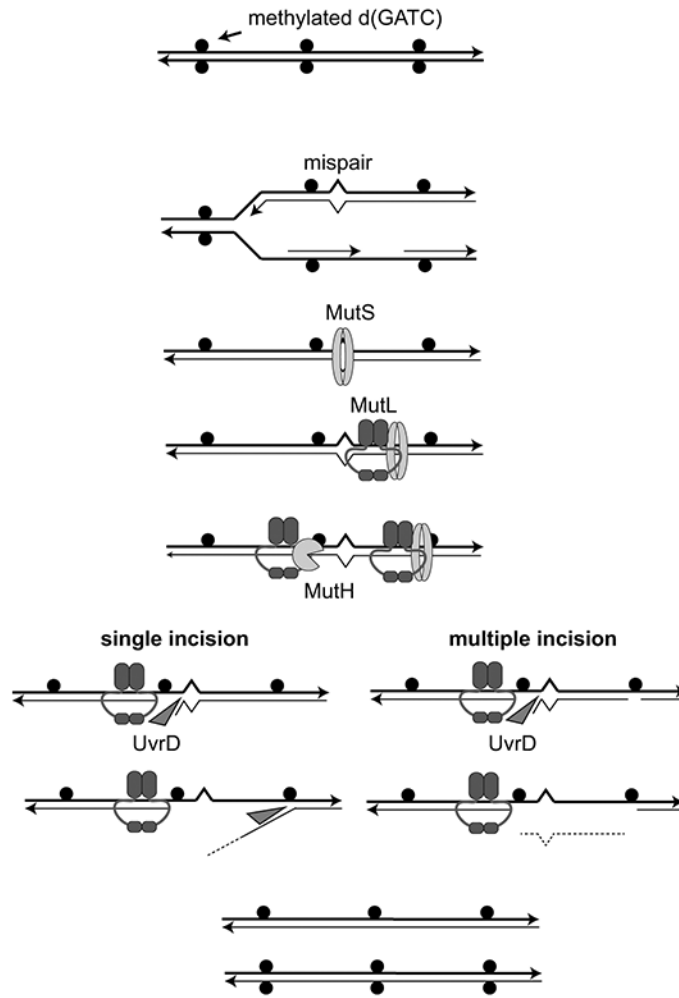 methylated d(GATC)
mispair
MutS
MutL
MutH
single incision
multiple incision
UvrD
UvrD